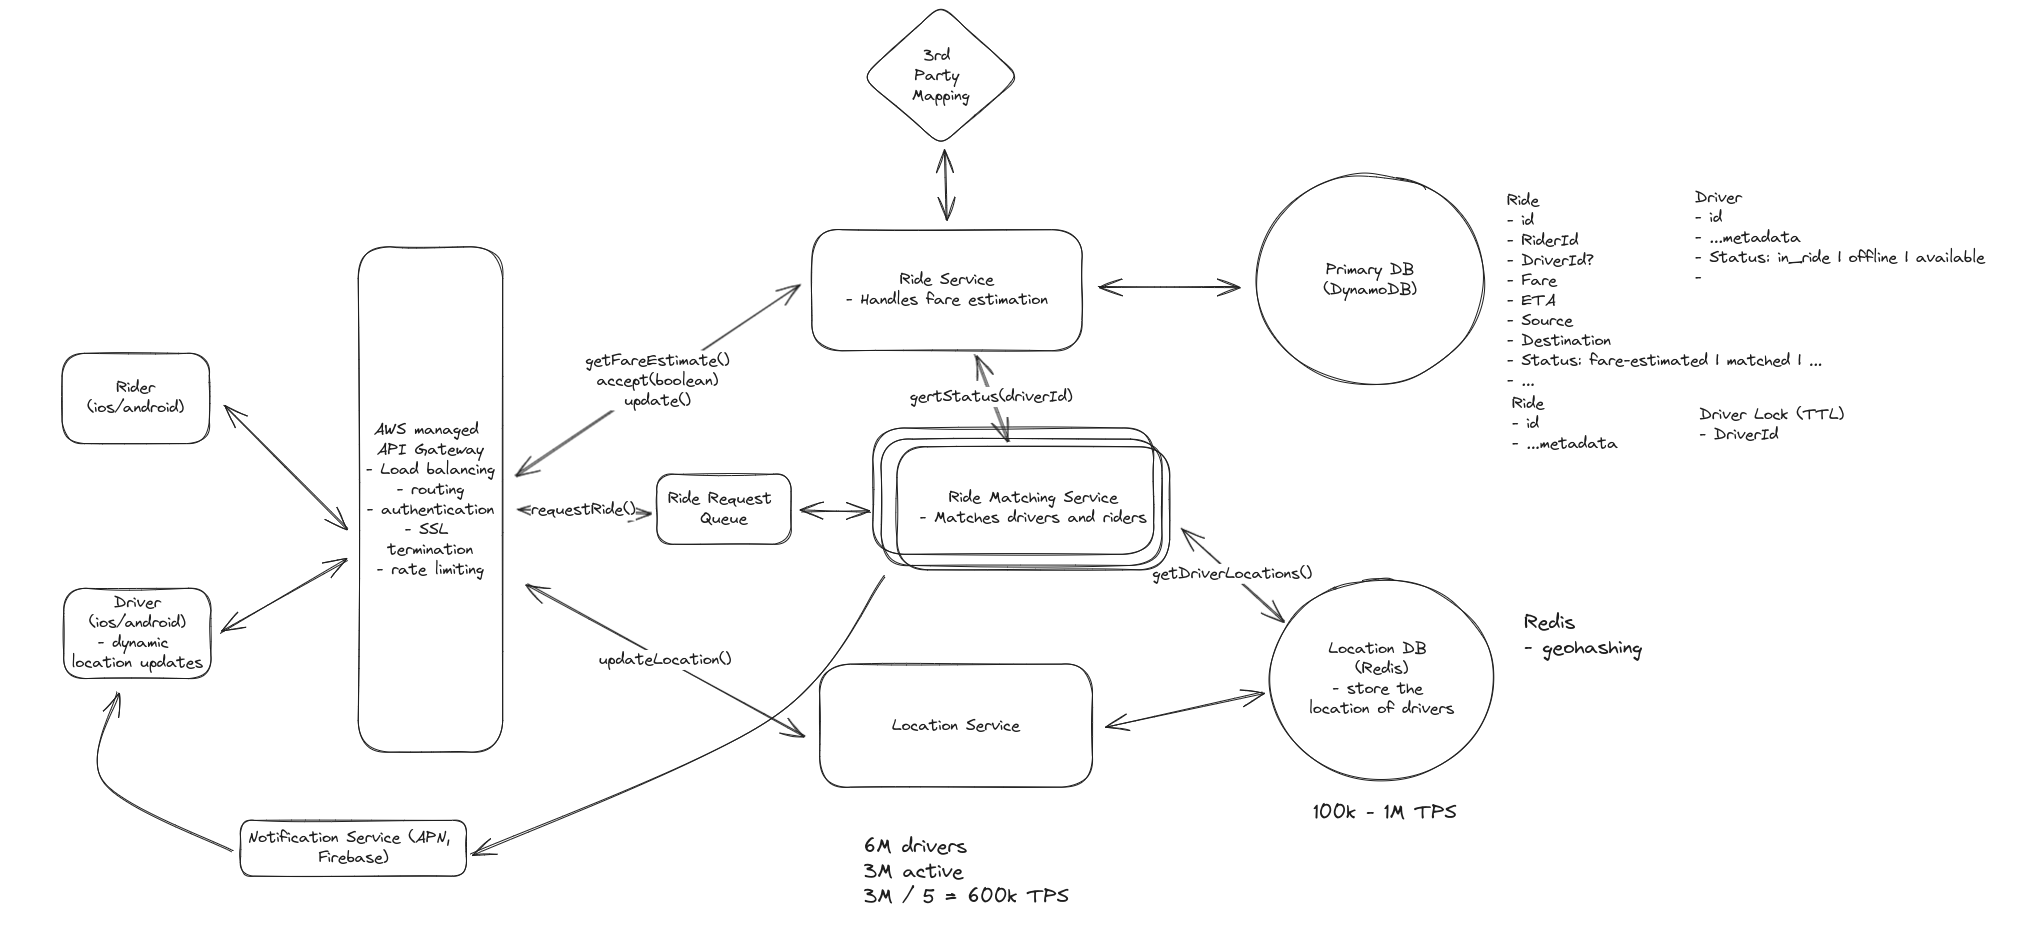 3rd
Party
Mapping
Ride Service
- Handles fare estimation
Primary DB
(DynamoDB)
Ride
- id
- RiderId
- DriverId?
- Fare
- ETA
- Source
- Destination
- Status: fare-estimated | matched | ...
- ...
Ride
- id
- ...metadata
Driver
- id
- ...metadata
- Status: in_ride | offline | available
-
Driver Lock (TTL)
- DriverId
Rider
(ios/android)
AWS managed
API Gateway
- Load balancing
- routing
- authentication
- SSL
termination
- rate limiting
getFareEstimate()
accept(boolean)
update()
gertStatus(driverId)
requestRide()
Ride Request
Queue
Ride Matching Service
- Matches drivers and riders
getDriverLocations()
Driver
(ios/android)
- dynamic
location updates
updateLocation()
Location Service
Location DB
(Redis)
- store the
location of drivers
Redis
- geohashing
100k - 1M TPS
Notification Service (APN,
Firebase)
6M drivers
3M active
3M / 5 = 600k TPS